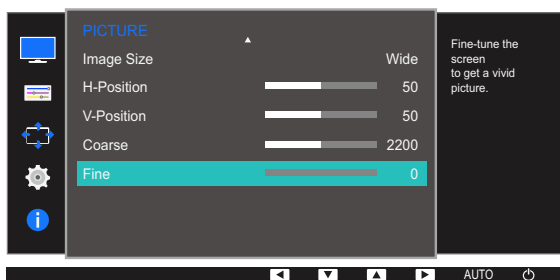 PICTURE
Image Size Wide
H-Position 50
V-Position 50
Coarse 2200
Fine 0
Fine-tune the
screen
to get a vivid
picture.
AUTO